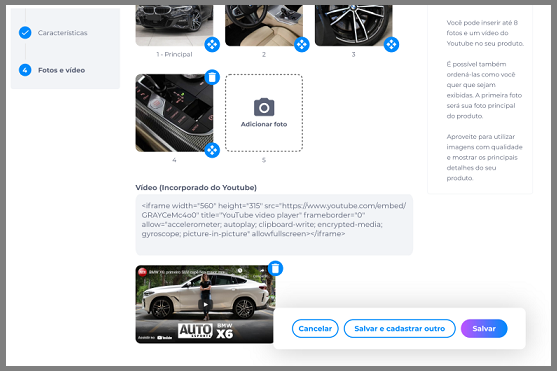 Características
4
Fotos e vídeo
1 - Principal
2
3
4
Adicionar foto
5
Vídeo (Incorporado do Youtube)
<iframe width="560" height="315" src="https://www.youtube.com/embed/
GRAYCeMc4o0" title="YouTube video player" frameborder="0"
allow="accelerometer; autoplay; clipboard-write; encrypted-media;
gyroscope; picture-in-picture" allowfullscreen></iframe>
AUTO
ESPORTE
BMW
X6
YouTube
Cancelar
Salvar e cadastrar outro
Salvar
Você pode inserir até 8
fotos e um vídeo do
Youtube no seu produto.
É possível também
ordená-las como você
quer que sejam
exibidas. A primeira foto
será sua foto principal
do produto.
Aproveite para utilizar
imagens com qualidade
e mostrar os principais
detalhes do seu
produto.